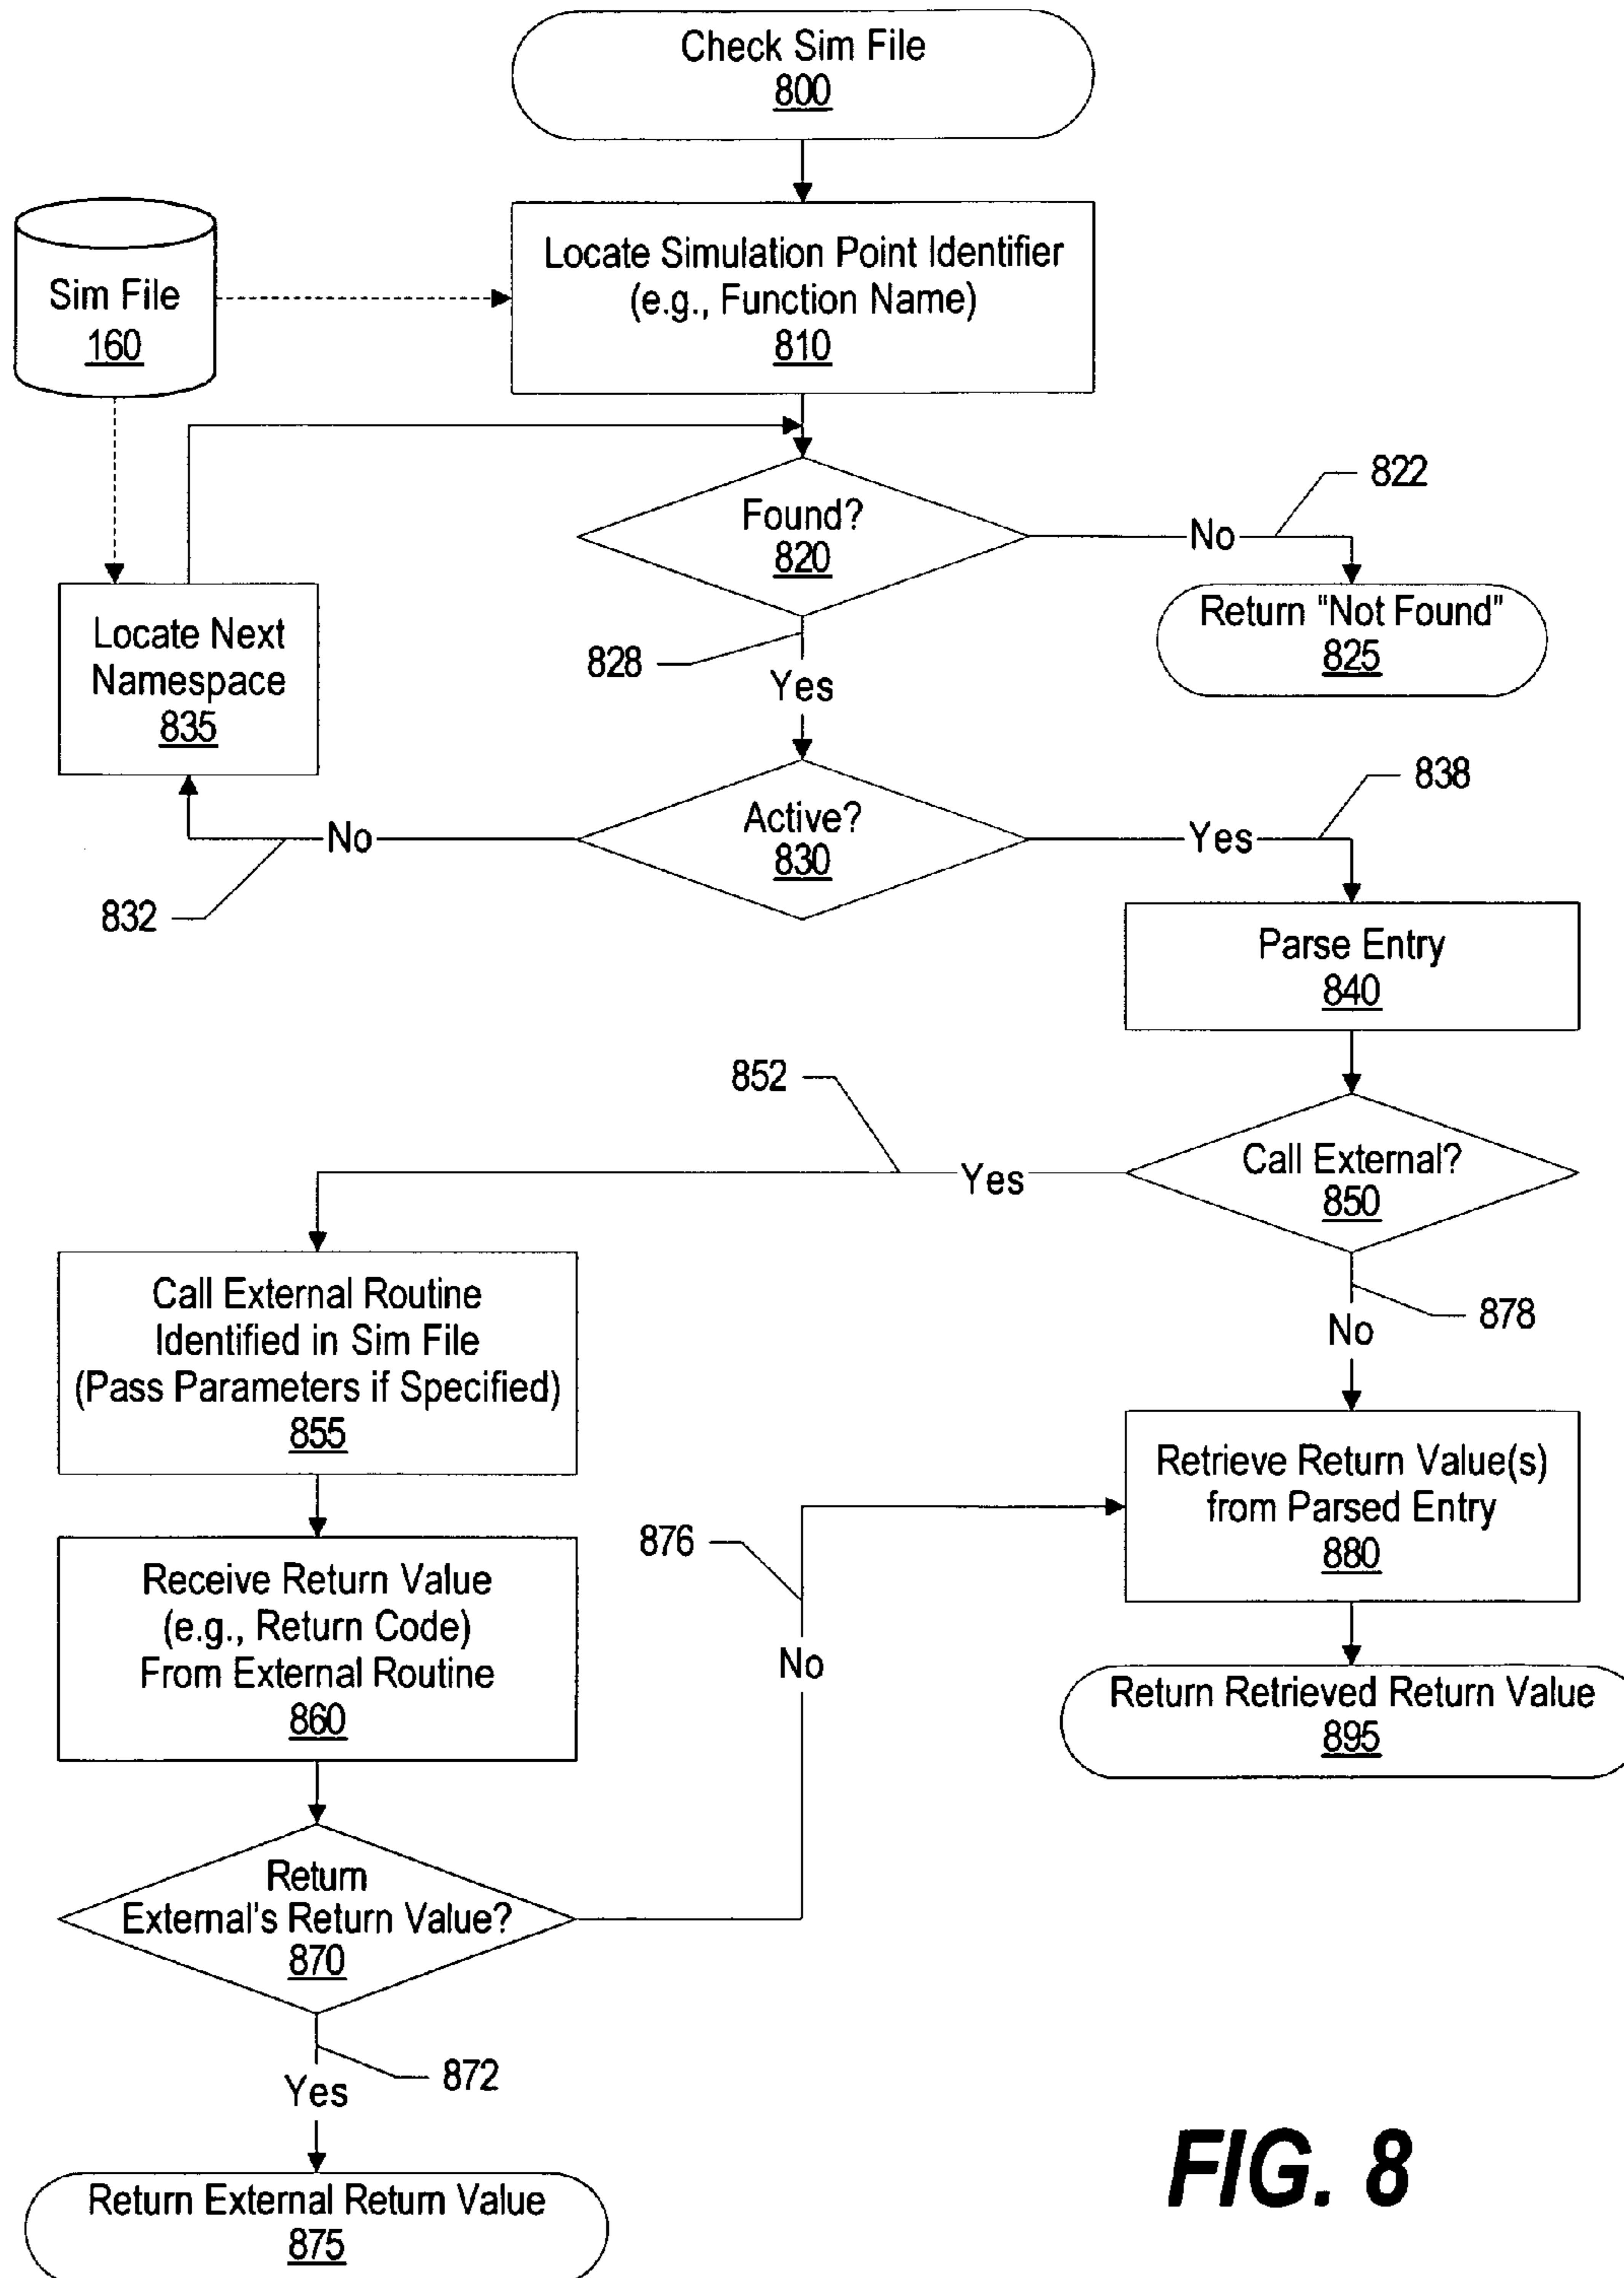 Check Sim File
800
Sim File
160
Locate Simulation Point Identifier
(e.g., Function Name)
810
Found?
820
No
822
Return “Not Found”
825
Locate Next
Namespace
835
828
Yes
Active?
830
No
832
Yes
838
Parse Entry
840
Call External?
850
852
Yes
878
No
Call External Routine
Identified in Sim File
(Pass Parameters if Specified)
855
Receive Return Value
(e.g., Return Code)
From External Routine
860
876
No
Retrieve Return Value(s)
from Parsed Entry
880
Return Retrieved Return Value
895
Return
External's Return Value?
870
872
Yes
Return External Return Value
875
FIG. 8